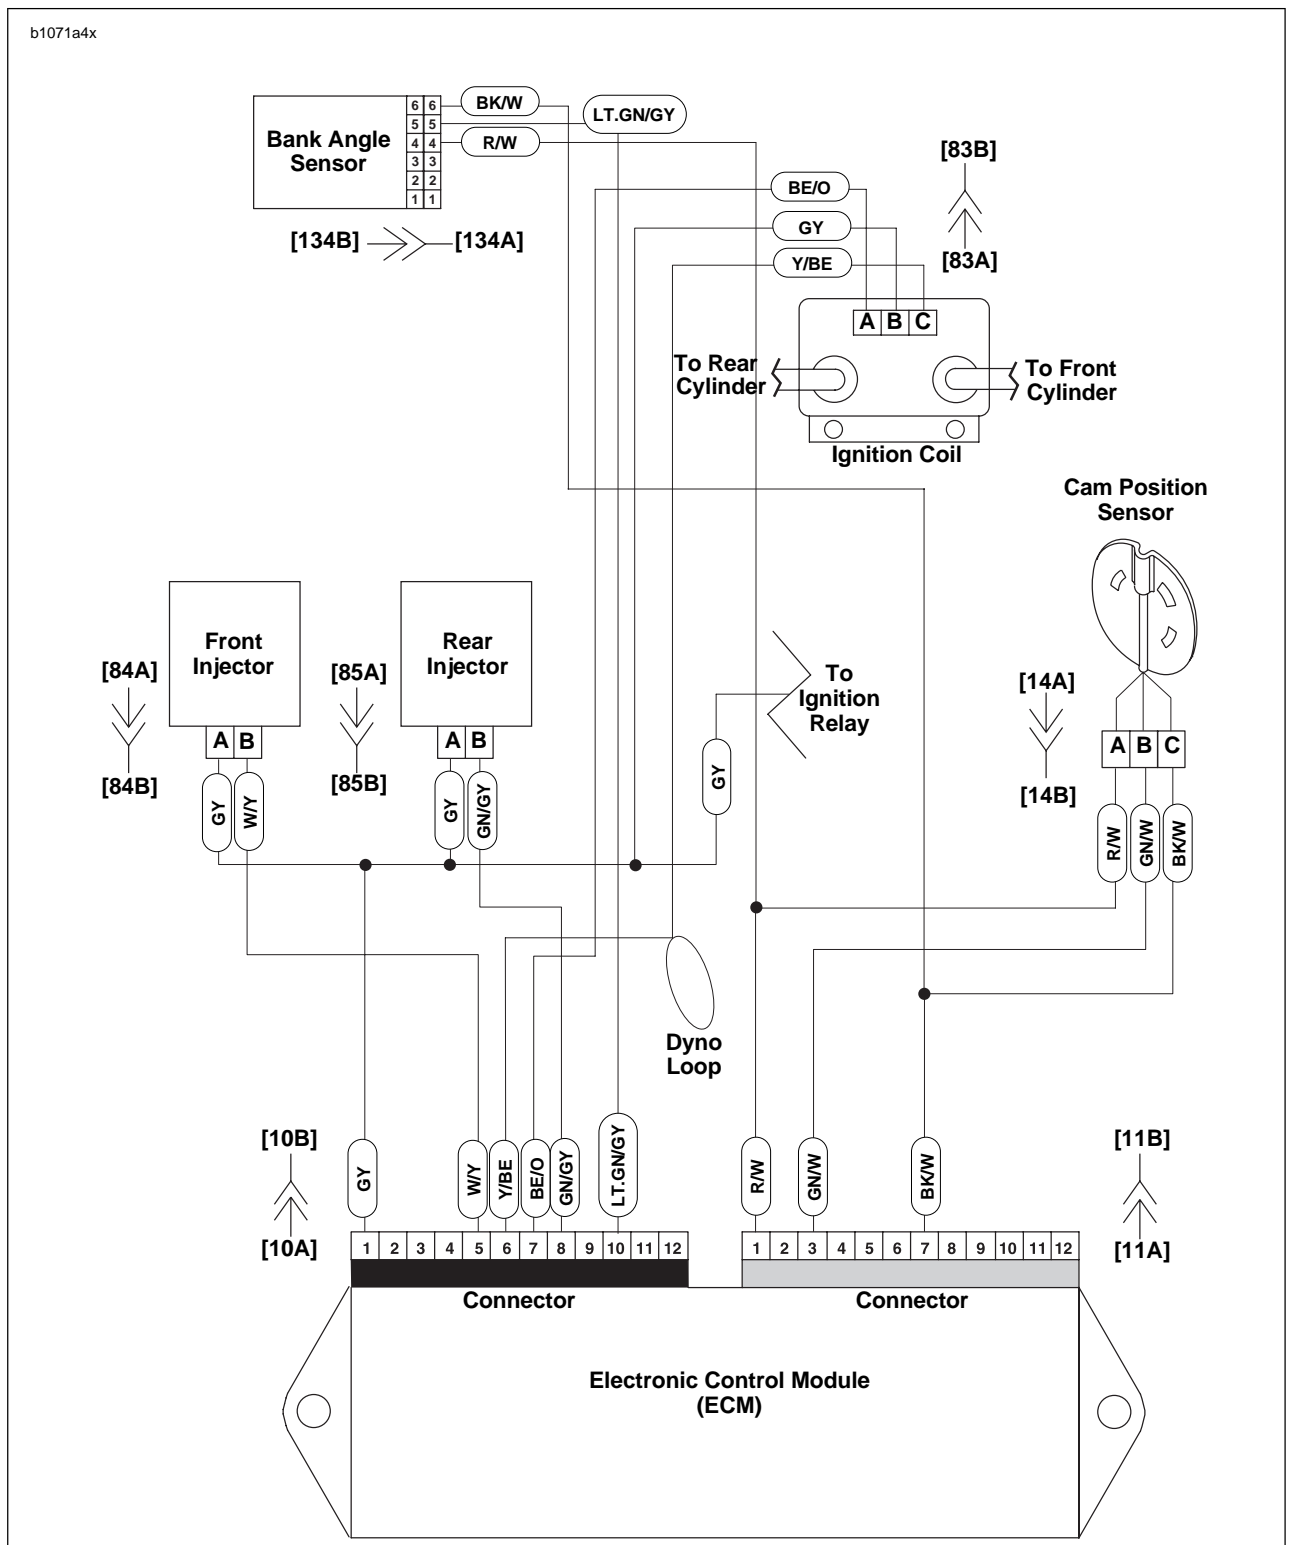 b1071a4x
Bank Angle
Sensor
6 6
5 5
4 4
3 3
2 2
1 1
BK/W
LT.GN/GY
R/W
[134B]
[134A]
BE/O
GY
Y/BE
[83B]
[83A]
A B C
To Rear
Cylinder
To Front
Cylinder
Ignition Coil
Cam Position
Sensor
Front
Injector
Rear
Injector
[84A]
[84B]
[85A]
[85B]
A B
A B
GY
W/Y
GY
GN/GY
To
Ignition
Relay
GY
[14A]
[14B]
A B C
R/W
GN/W
BK/W
Dyno
Loop
[10B]
[10A]
GY
W/Y
Y/BE
BE/O
GN/GY
LT.GN/GY
R/W
GN/W
BK/W
[11B]
[11A]
1 2 3 4 5 6 7 8 9 10 11 12
1 2 3 4 5 6 7 8 9 10 11 12
Connector
Connector
Electronic Control Module
(ECM)